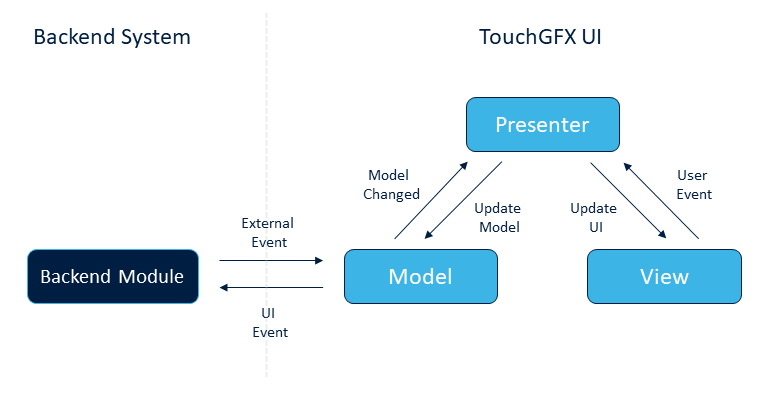 Backend System
TouchGFX UI
Presenter
Model
Changed
User
Event
Update
Model
Update
UI
External
Event
Backend Module
Model
View
UI
Event